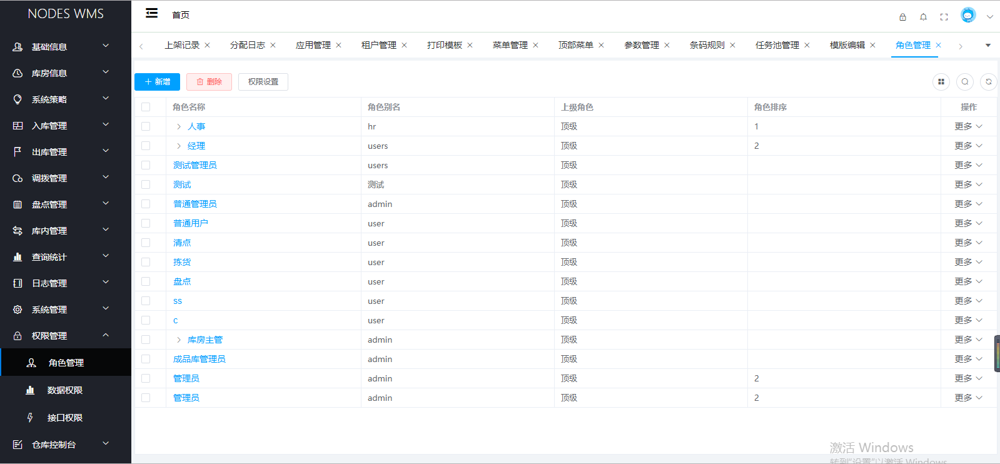 NODES WMS
首页
基础信息
库房信息
系统策略
入库管理
出库管理
调拨管理
盘点管理
库内管理
查询统计
日志管理
系统管理
权限管理
角色管理
数据权限
接口权限
仓库控制台
上架记录 分配日志 应用管理 租户管理 打印模板 菜单管理 顶部菜单 参数管理 条码规则 任务池管理 模版编辑 角色管理
新增 删除 权限设置
角色名称 角色别名 上级角色 角色排序 操作
人事 hr 顶级 1 更多
经理 users 顶级 2 更多
测试管理员 users 顶级 更多
测试 测试 顶级 更多
普通管理员 admin 顶级 更多
普通用户 user 顶级 更多
清点 user 顶级 更多
拣货 user 顶级 更多
盘点 user 顶级 更多
ss user 顶级 更多
c user 顶级 更多
库房主管 admin 顶级 更多
成品库管理员 admin 顶级 更多
管理员 admin 顶级 2 更多
管理员 admin 顶级 2 更多
激活 Windows
转到"设置"以激活 Windows